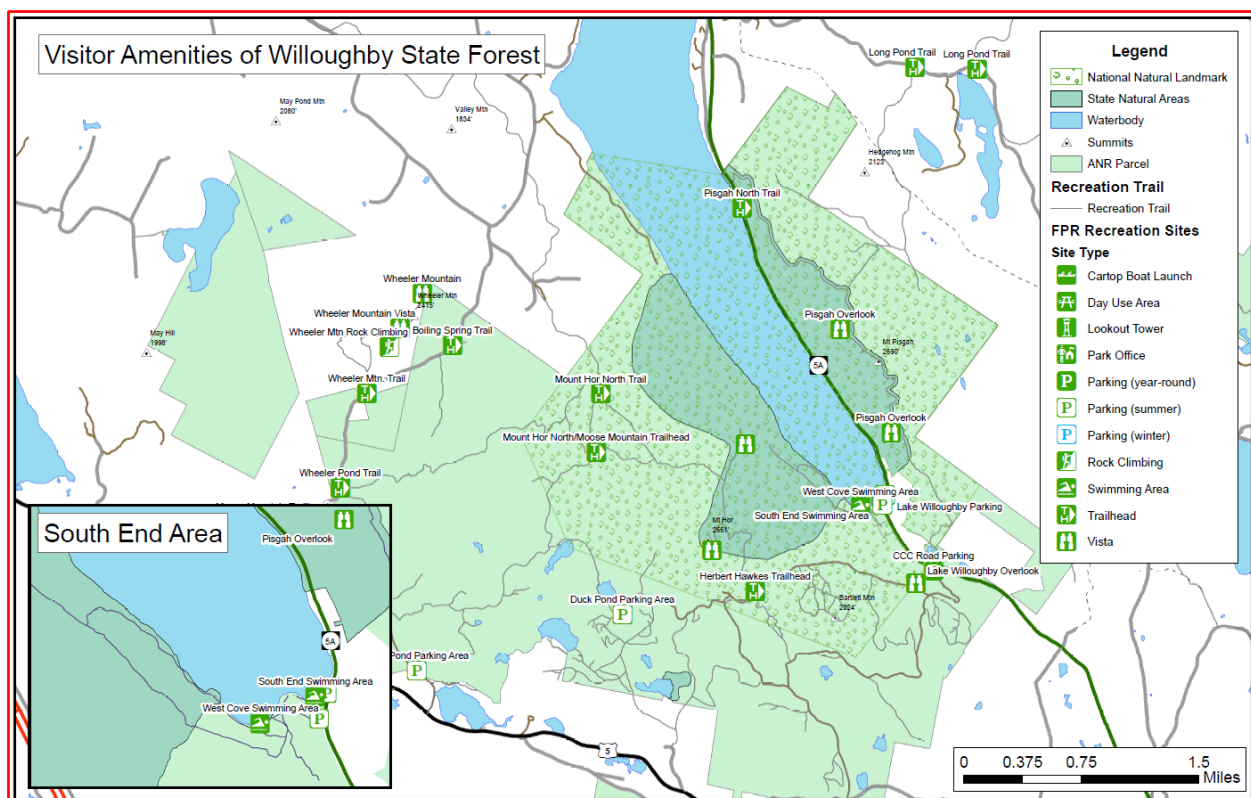 Visitor Amenities of Willoughby State Forest
May Pond Mtn
2080'
Valley Mtn
1834'
Long Pond Trail
Long Pond Trail
Hedgehog Mtn
2123'
Pisgah North Trail
Wheeler Mountain
Wheeler Mtn
2415'
Wheeler Mountain Vista
Wheeler Mtn Rock Climbing
Boiling Spring Trail
May Hill
1998'
Pisgah Overlook
Mt Pisgah
2690'
5A
Wheeler Mtn. Trail
Mount Hor North Trail
Pisgah Overlook
Mount Hor North/Moose Mountain Trailhead
Wheeler Pond Trail
West Cove Swimming Area
Lake Willoughby Parking
South End Swimming Area
Mt Hor
2661'
CCC Road Parking
Lake Willoughby Overlook
Herbert Hawkes Trailhead
Duck Pond Parking Area
Bartlett Mtn
2024'
Pond Parking Area
5
South End Area
Pisgah Overlook
5A
South End Swimming Area
West Cove Swimming Area
Legend
National Natural Landmark
State Natural Areas
Waterbody
Summits
ANR Parcel
Recreation Trail
Recreation Trail
FPR Recreation Sites
Site Type
Cartop Boat Launch
Day Use Area
Lookout Tower
Park Office
Parking (year-round)
Parking (summer)
Parking (winter)
Rock Climbing
Swimming Area
Trailhead
Vista
0 0.375 0.75 1.5
Miles